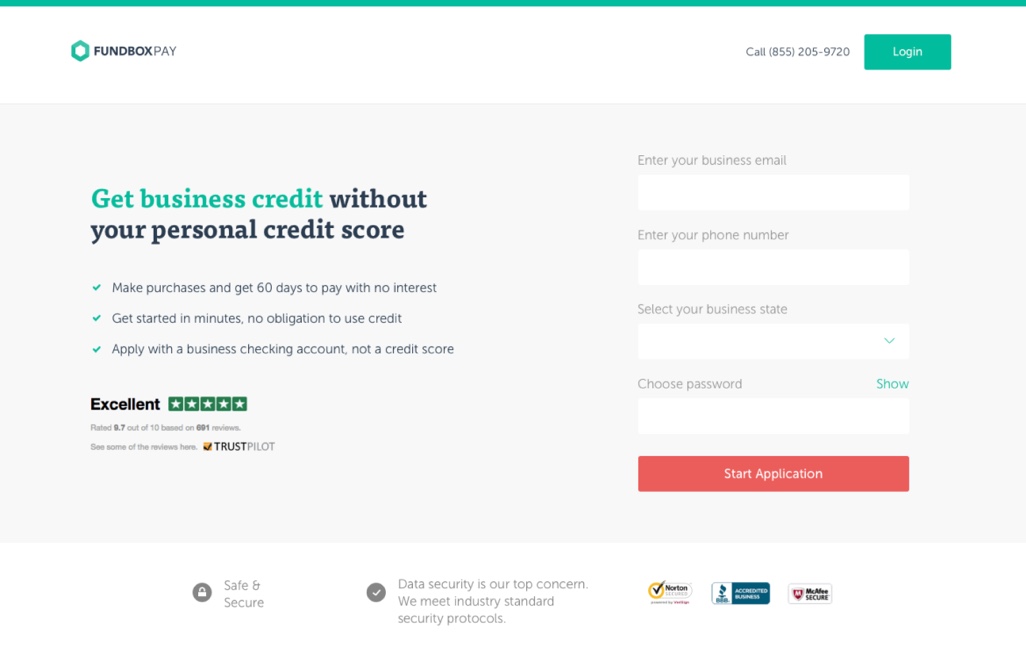 FUNDBOXPAY
Call (855) 205-9720
Login
Get business credit without
your personal credit score
Make purchases and get 60 days to pay with no interest
Get started in minutes, no obligation to use credit
Apply with a business checking account, not a credit score
Excellent
Rated 9.7 out of 10 based on 691 reviews.
See some of the reviews here. TRUSTPILOT
Enter your business email
Enter your phone number
Select your business state
Choose password Show
Start Application
Safe &
Secure
Data security is our top concern.
We meet industry standard
security protocols.
Norton
SECURED
BBB
ACCREDITED
BUSINESS
McAfee
SECURE